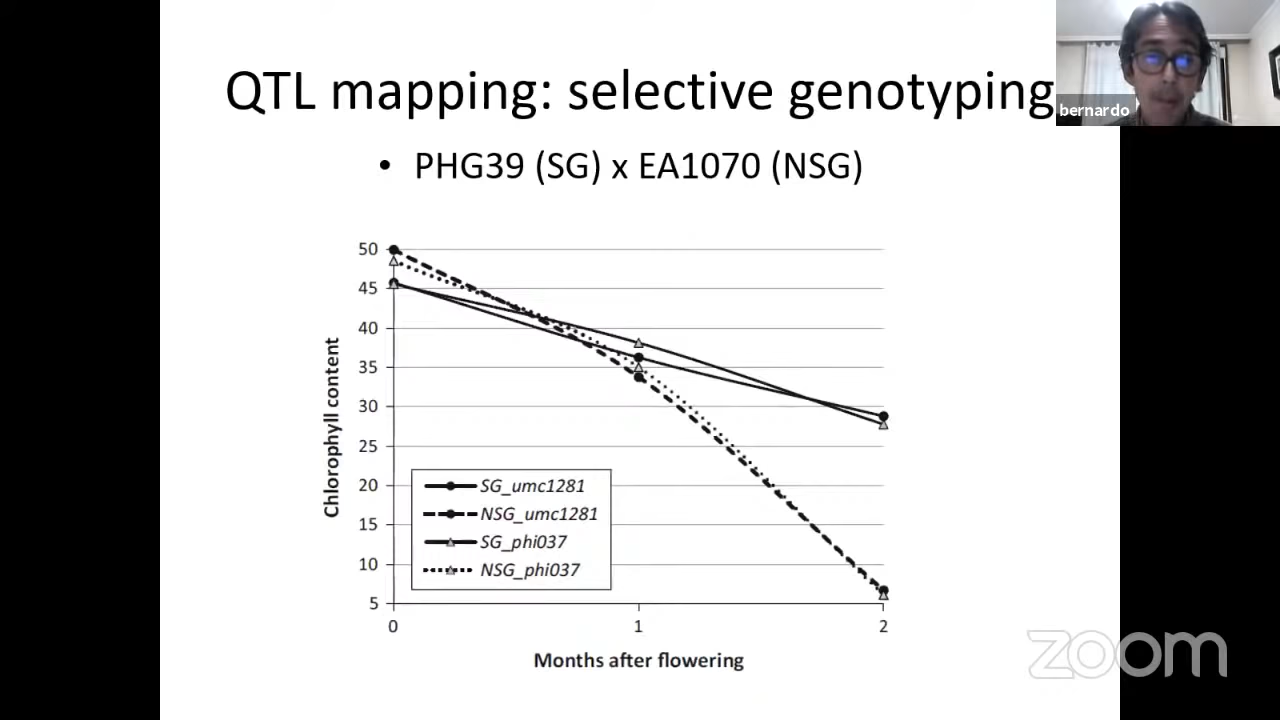 QTL mapping: selective genotyping
bernardo
• PHG39 (SG) x EA1070 (NSG)
50
45
40
35
30
25
20
15
10
5
Chlorophyll content
SG_umc1281
NSG_umc1281
SG_phi037
NSG_phi037
0 1 2
Months after flowering
zoom